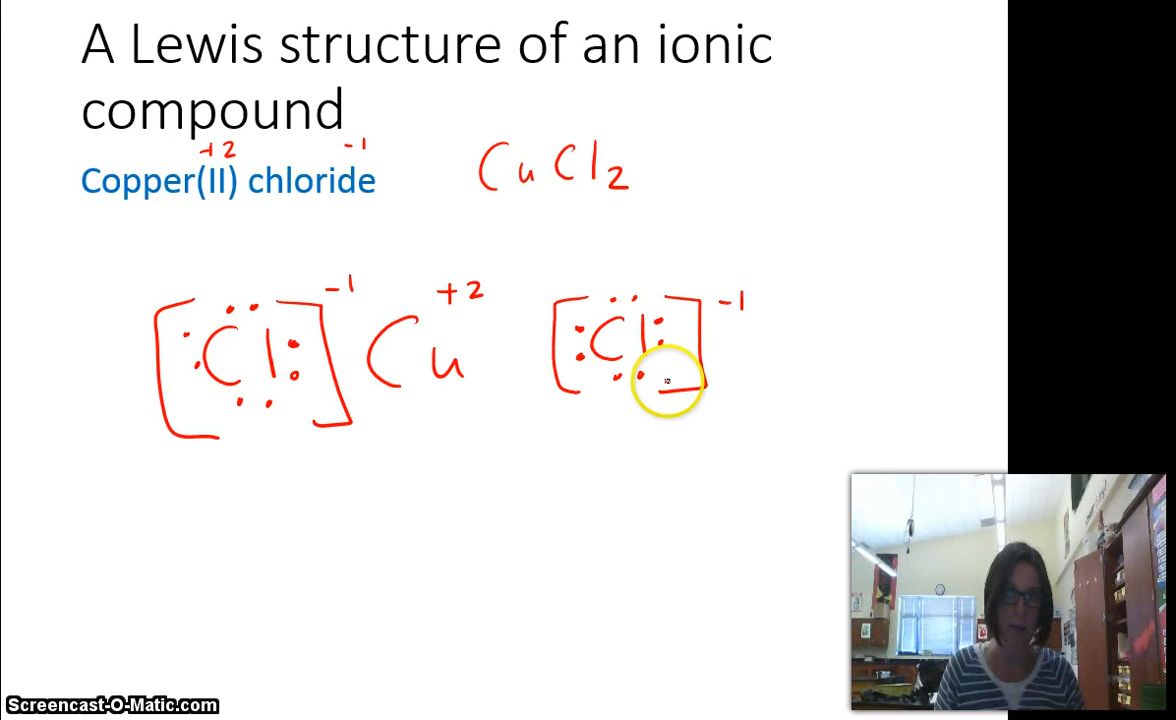 A Lewis structure of an ionic
compound
+2 -1
Copper(II) chloride CuCl2
[Cl]-1 Cu+2 [Cl]-1
Screencast-O-Matic.com